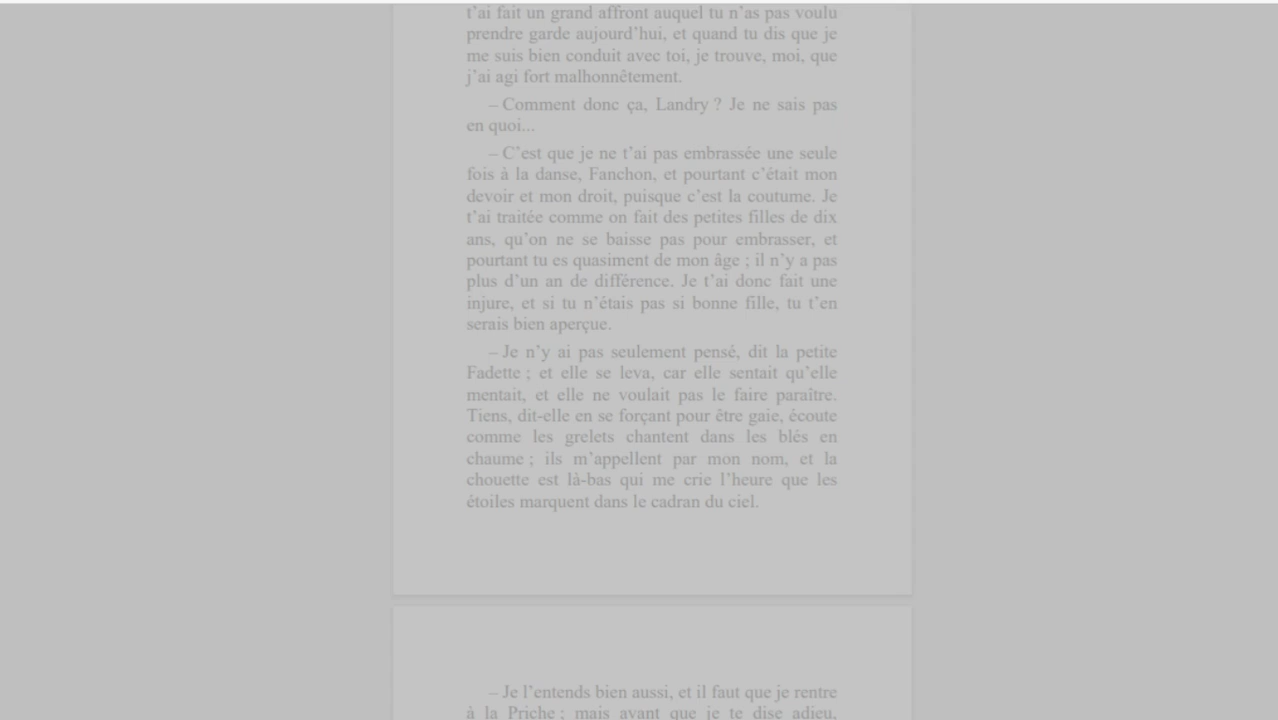 t'ai fait un grand affront auquel tu n'as pas voulu
prendre garde aujourd'hui, et quand tu dis que je
me suis bien conduit avec toi, je trouve, moi, que
j'ai agi fort malhonnêtement.
– Comment donc ça, Landry ? Je ne sais pas
en quoi...
– C'est que je ne t'ai pas embrassée une seule
fois à la danse, Fanchon, et pourtant c'était mon
devoir et mon droit, puisque c'est la coutume. Je
t'ai traitée comme on fait des petites filles de dix
ans, qu'on ne se baisse pas pour embrasser, et
pourtant tu es quasiment de mon âge ; il n'y a pas
plus d'un an de différence. Je t'ai donc fait une
injure, et si tu n'étais pas si bonne fille, tu t'en
serais bien aperçue.
– Je n'y ai pas seulement pensé, dit la petite
Fadette ; et elle se leva, car elle sentait qu'elle
mentait, et elle ne voulait pas le faire paraître.
Tiens, dit-elle en se forçant pour être gaie, écoute
comme les grelets chantent dans les blés en
chaume ; ils m'appellent par mon nom, et la
chouette est là-bas qui me crie l'heure que les
étoiles marquent dans le cadran du ciel.
– Je l'entends bien aussi, et il faut que je rentre
à la Priche ; mais avant que je te dise adieu,